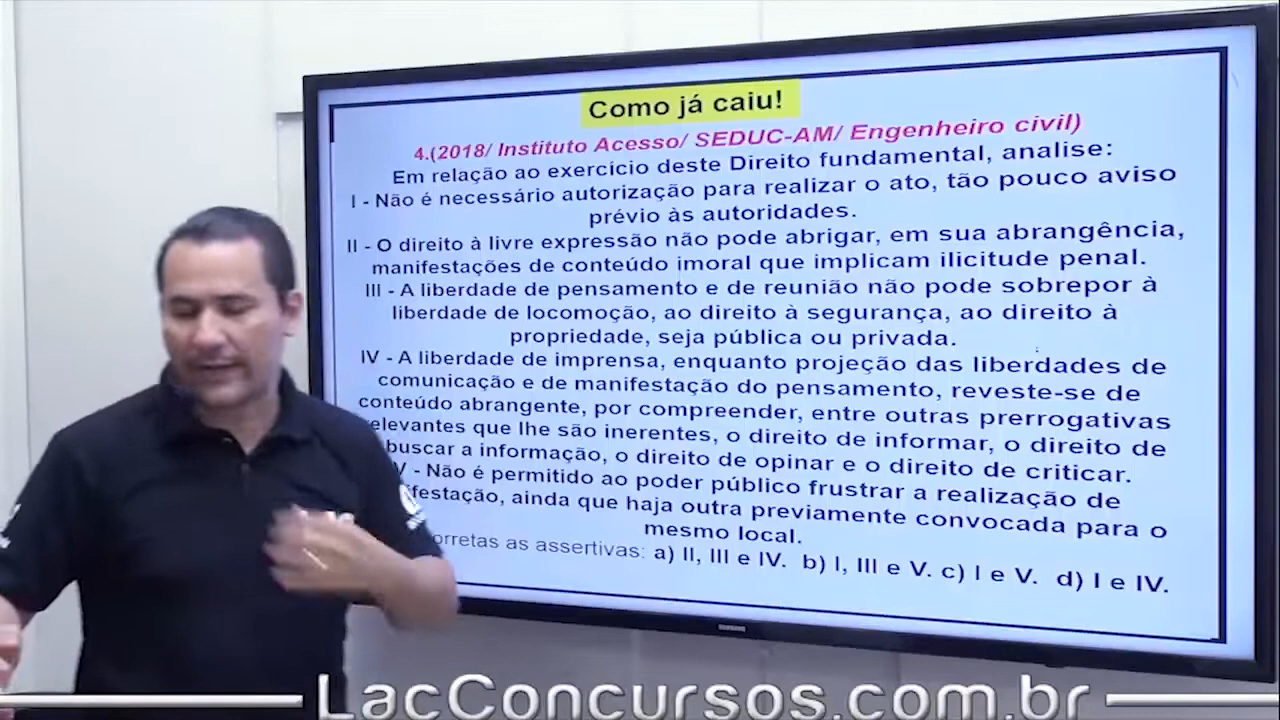 Como já caiu!
4.(2018/ Instituto Acesso/ SEDUC-AM/ Engenheiro civil)
Em relação ao exercício deste Direito fundamental, analise:
I - Não é necessário autorização para realizar o ato, tão pouco aviso
prévio às autoridades.
II - O direito à livre expressão não pode abrigar, em sua abrangência,
manifestações de conteúdo imoral que implicam ilicitude penal.
III - A liberdade de pensamento e de reunião não pode sobrepor à
liberdade de locomoção, ao direito à segurança, ao direito à
propriedade, seja pública ou privada.
IV - A liberdade de imprensa, enquanto projeção das liberdades de
comunicação e de manifestação do pensamento, reveste-se de
conteúdo abrangente, por compreender, entre outras prerrogativas
elevantes que lhe são inerentes, o direito de informar, o direito de
buscar a informação, o direito de opinar e o direito de criticar.
V - Não é permitido ao poder público frustrar a realização de
ifestação, ainda que haja outra previamente convocada para o
mesmo local.
orretas as assertivas: a) II, III e IV. b) I, III e V. c) I e V. d) I e IV.
SAMSUNG
LacConcursos.com.br